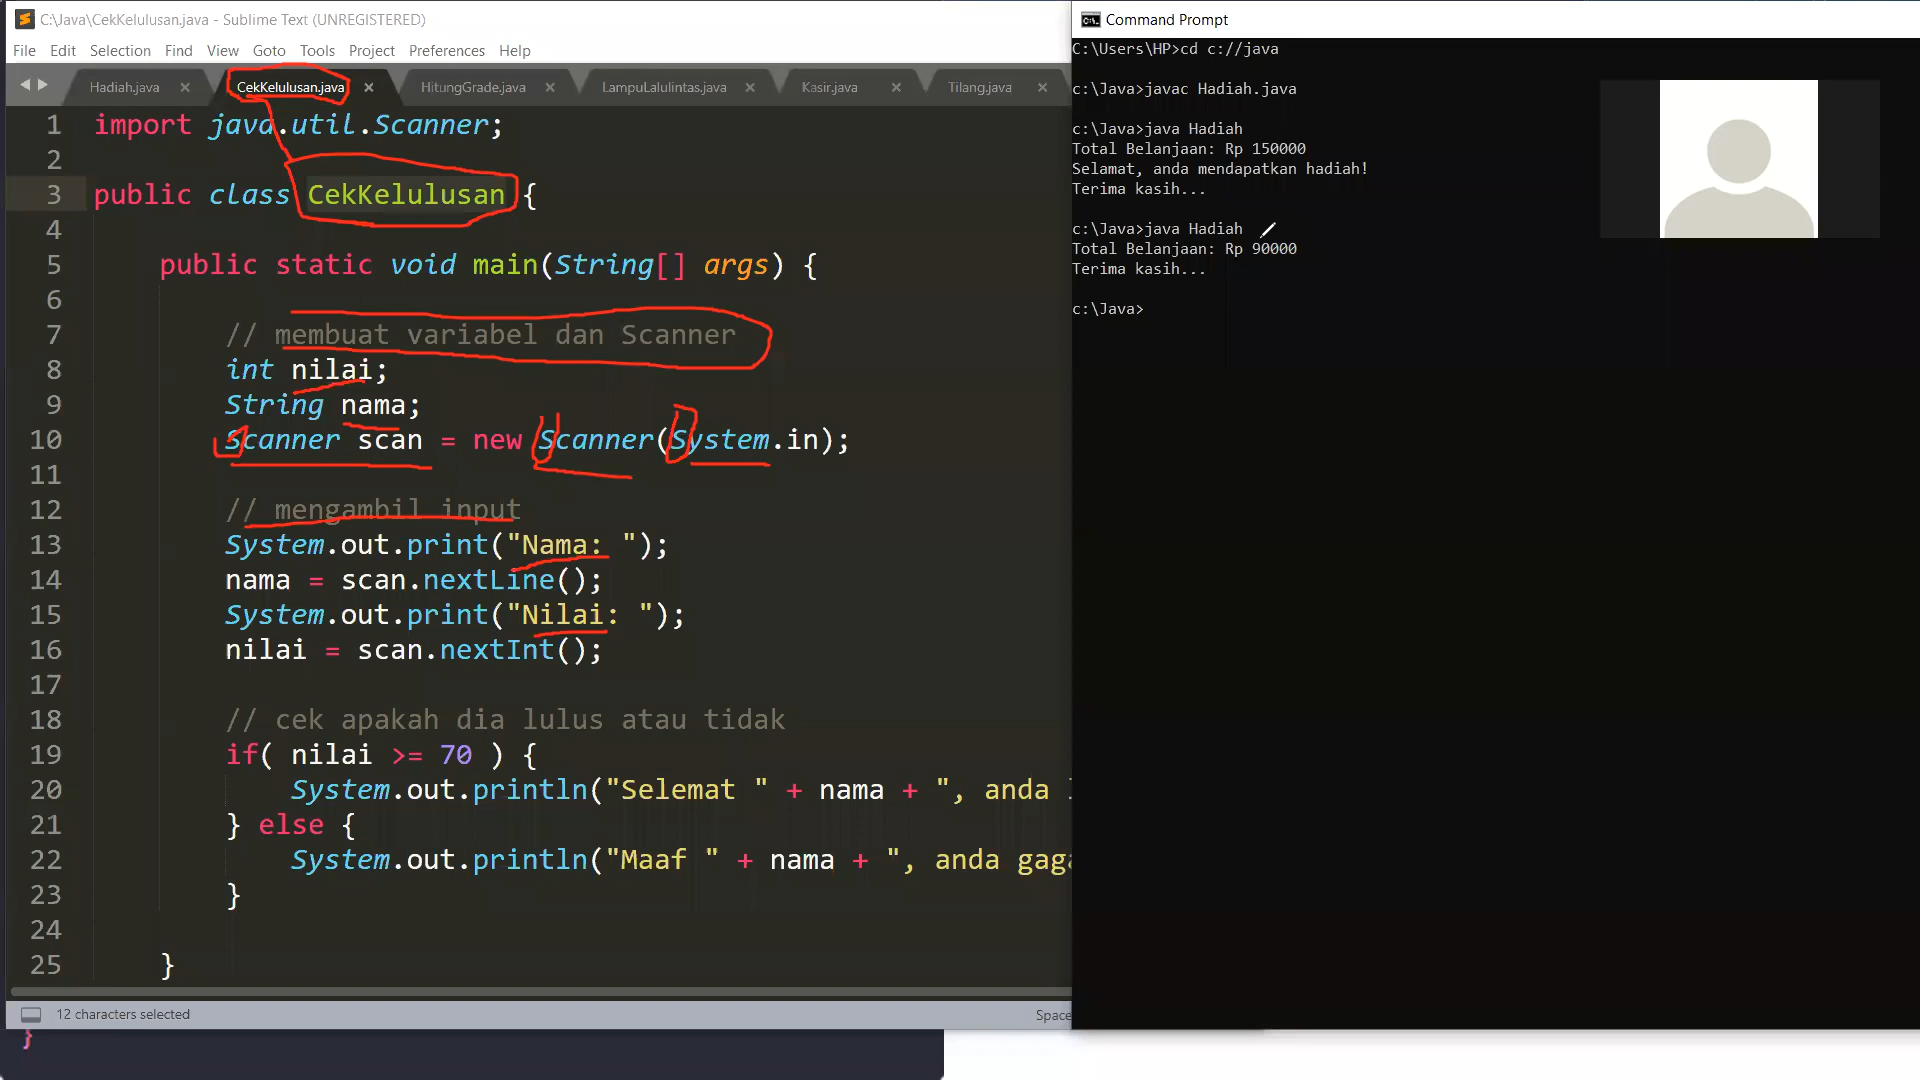 C:\Java\CekKelulusan.java - Sublime Text (UNREGISTERED)
File Edit Selection Find View Goto Tools Project Preferences Help
Hadiah.java CekKelulusan.java HitungGrade.java LampuLalulintas.java Kasir.java Tilang.java
1 import java.util.Scanner;
2
3 public class CekKelulusan {
4
5 public static void main(String[] args) {
6
7 // membuat variabel dan Scanner
8 int nilai;
9 String nama;
10 Scanner scan = new Scanner(System.in);
11
12 // mengambil input
13 System.out.print("Nama: ");
14 nama = scan.nextLine();
15 System.out.print("Nilai: ");
16 nilai = scan.nextInt();
17
18 // cek apakah dia lulus atau tidak
19 if( nilai >= 70 ) {
20 System.out.println("Selemat " + nama + ", anda
21 } else {
22 System.out.println("Maaf " + nama + ", anda gaga
23 }
24
25 }
12 characters selected
Space
}
Command Prompt
C:\Users\HP>cd c://java
c:\Java>javac Hadiah.java
c:\Java>java Hadiah
Total Belanjaan: Rp 150000
Selamat, anda mendapatkan hadiah!
Terima kasih...
c:\Java>java Hadiah
Total Belanjaan: Rp 90000
Terima kasih...
c:\Java>